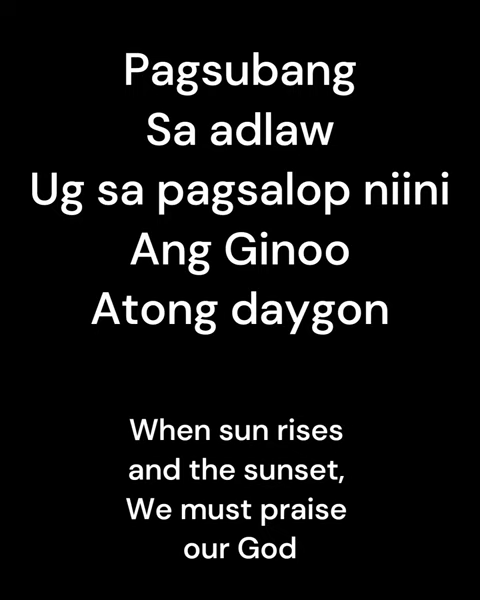 Pagsubang
Sa adlaw
Ug sa pagsalop niini
Ang Ginoo
Atong daygon
When sun rises
and the sunset,
We must praise
our God